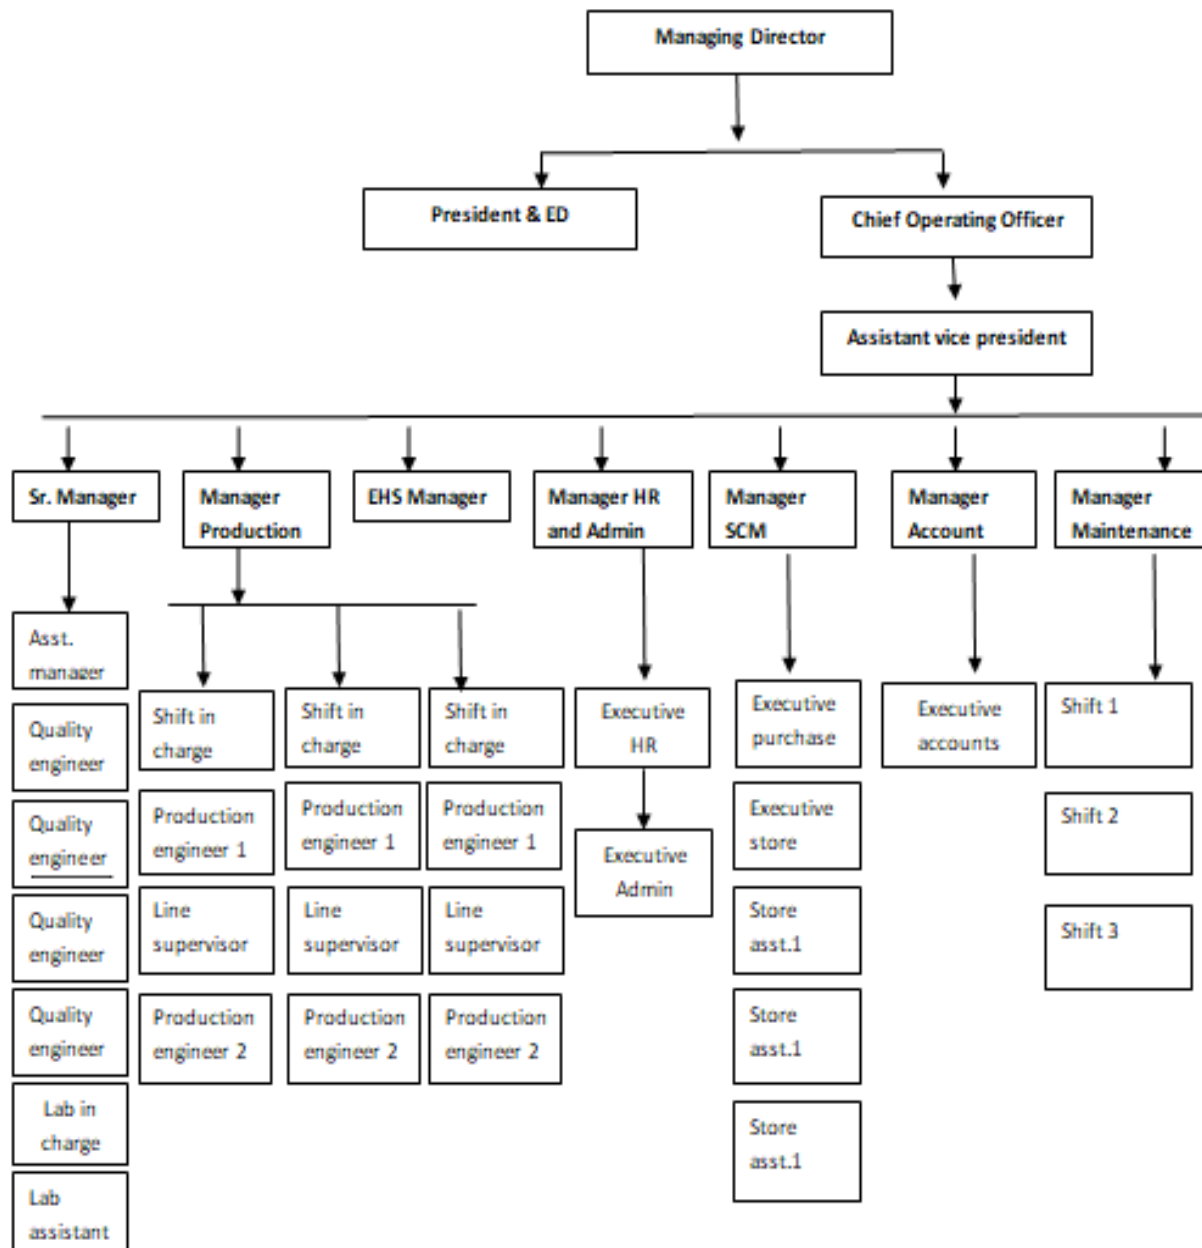 Managing Director
President & ED
Chief Operating Officer
Assistant vice president
Sr. Manager
Manager
Production
EHS Manager
Manager HR
and Admin
Manager
SCM
Manager
Account
Manager
Maintenance
Asst.
manager
Quality
engineer
Quality
engineer
Quality
engineer
Quality
engineer
Lab in
charge
Lab
assistant
Shift in
charge
Production
engineer 1
Line
supervisor
Production
engineer 2
Shift in
charge
Production
engineer 1
Line
supervisor
Production
engineer 2
Shift in
charge
Production
engineer 1
Line
supervisor
Production
engineer 2
Executive
HR
Executive
Admin
Executive
purchase
Executive
store
Store
asst.1
Store
asst.1
Store
asst.1
Executive
accounts
Shift 1
Shift 2
Shift 3